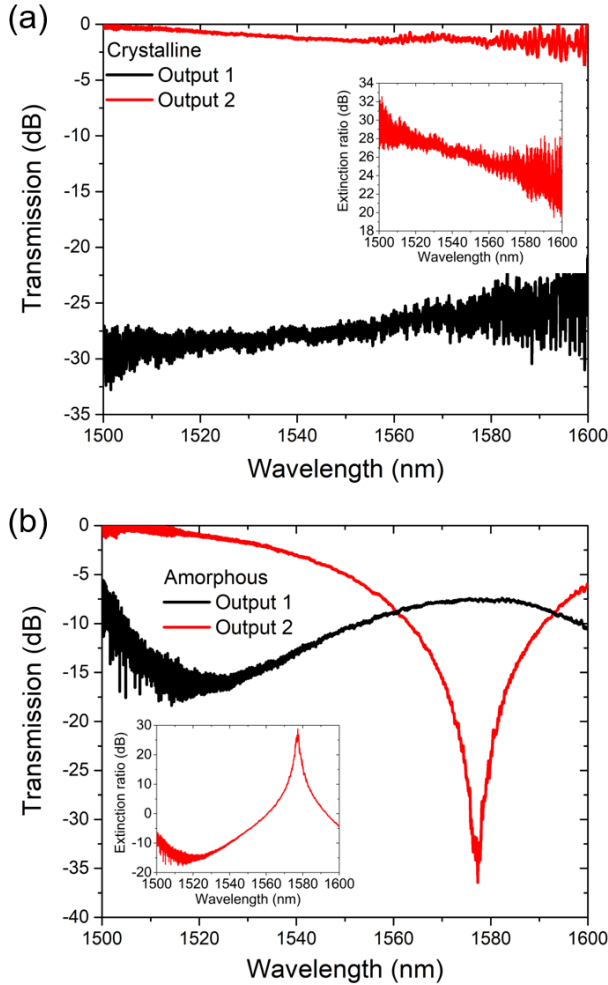 (a)
Transmission (dB)
0
-5
-10
-15
-20
-25
-30
-35
Crystalline
Output 1
Output 2
Extinction ratio (dB)
34
32
30
28
26
24
22
20
18
1500 1520 1540 1560 1580 1600
Wavelength (nm)
1500 1520 1540 1560 1580 1600
Wavelength (nm)
(b)
Transmission (dB)
0
-5
-10
-15
-20
-25
-30
-35
-40
Amorphous
Output 1
Output 2
Extinction ratio (dB)
30
20
10
0
-10
-20
1500 1520 1540 1560 1580 1600
Wavelength (nm)
1500 1520 1540 1560 1580 1600
Wavelength (nm)